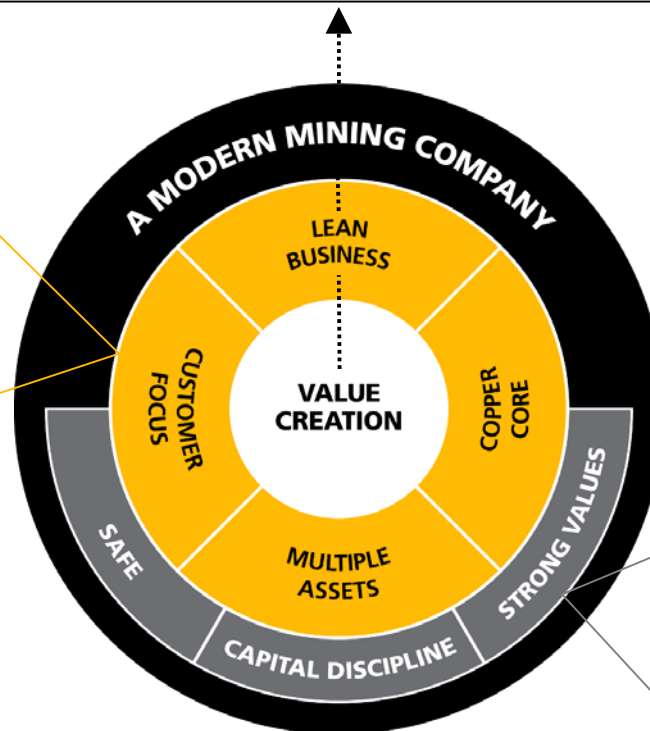 A MODERN MINING COMPANY
LEAN
BUSINESS
CUSTOMER
FOCUS
VALUE
CREATION
COPPER
CORE
MULTIPLE
ASSETS
SAFE
CAPITAL DISCIPLINE
STRONG VALUES